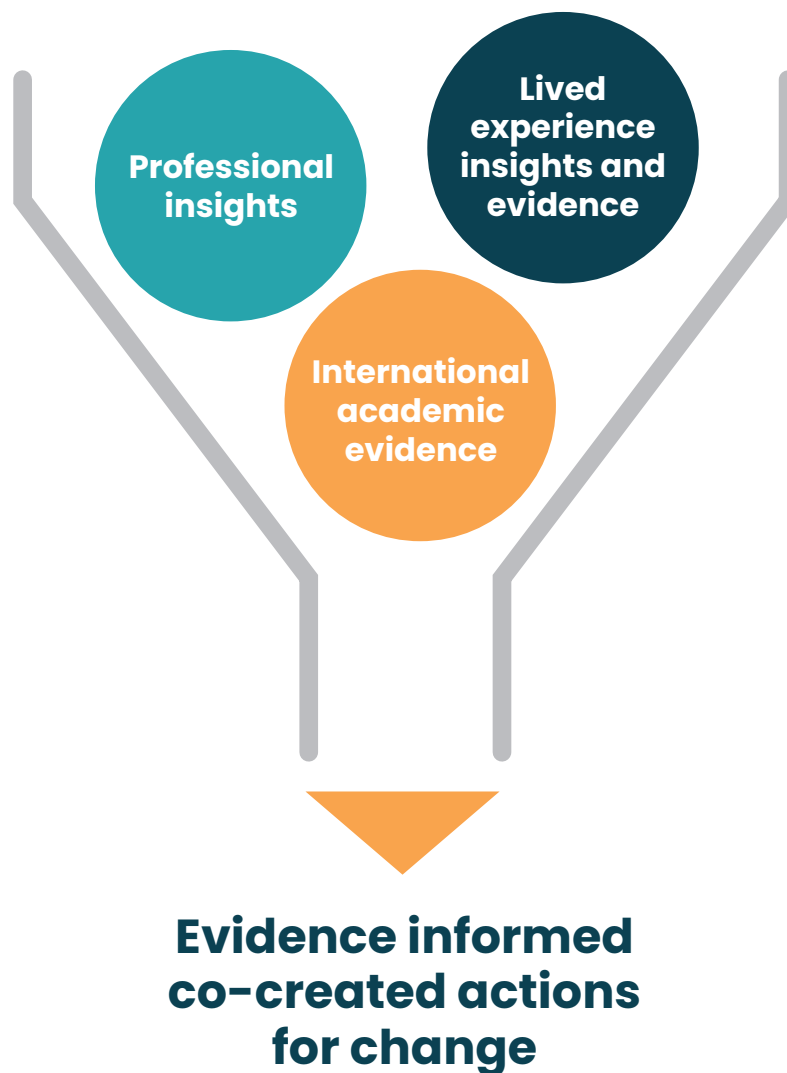 Professional
insights
Lived
experience
insights and
evidence
International
academic
evidence
Evidence informed
co-created actions
for change